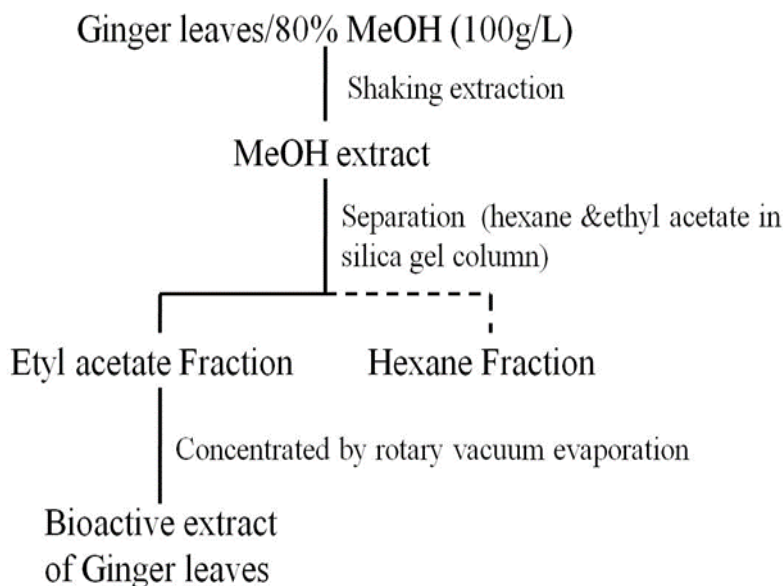 Ginger leaves/80% MeOH (100g/L)
Shaking extraction
MeOH extract
Separation (hexane &ethyl acetate in
silica gel column)
Etyl acetate Fraction
Hexane Fraction
Concentrated by rotary vacuum evaporation
Bioactive extract
of Ginger leaves